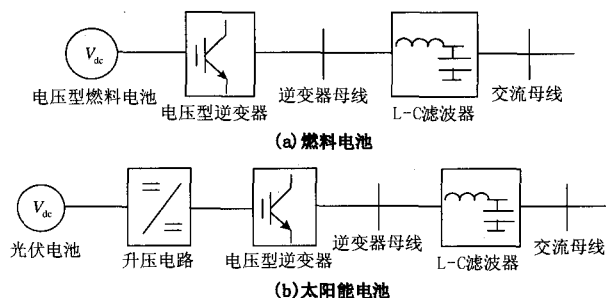 V_dc
电压型燃料电池
电压型逆变器
逆变器母线
L-C滤波器
交流母线
(a)燃料电池
V_dc
光伏电池
升压电路
电压型逆变器
逆变器母线
L-C滤波器
交流母线
(b)太阳能电池